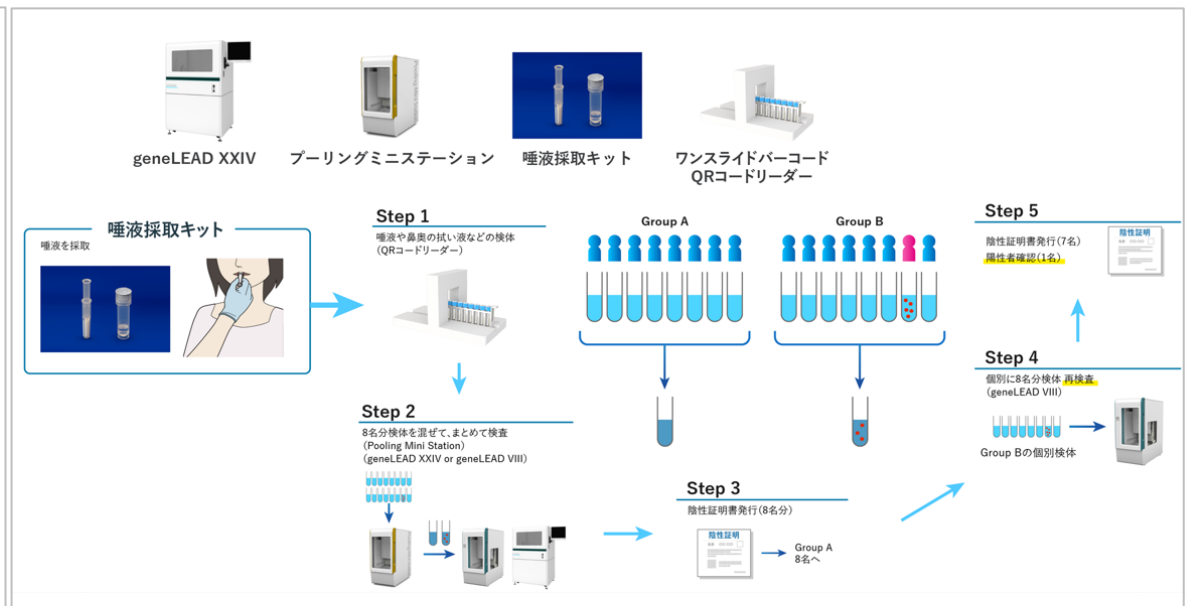 geneLEAD XXIV
プーリングミニステーション
唾液採取キット
ワンスライドバーコード
QRコードリーダー
唾液採取キット
唾液を採取
Step 1
唾液や鼻奥の拭い液などの検体
(QRコードリーダー)
Step 2
8名分検体を混ぜて、まとめて検査
(Pooling Mini Station)
(geneLEAD XXIV or geneLEAD VIII)
Group A
Group B
Step 3
陰性証明書発行(8名分)
陰性証明
Group A
8名へ
Step 4
個別に8名分検体 再検査
(geneLEAD VIII)
Group Bの個別検体
Step 5
陰性証明書発行(7名)
陽性者確認(1名)
陰性証明